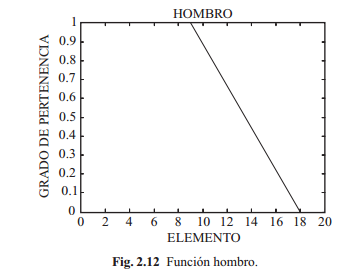 HOMBRO
GRADO DE PERTENENCIA
1
0.9
0.8
0.7
0.6
0.5
0.4
0.3
0.2
0.1
0
0 2 4 6 8 10 12 14 16 18 20
ELEMENTO
Fig. 2.12 Función hombro.